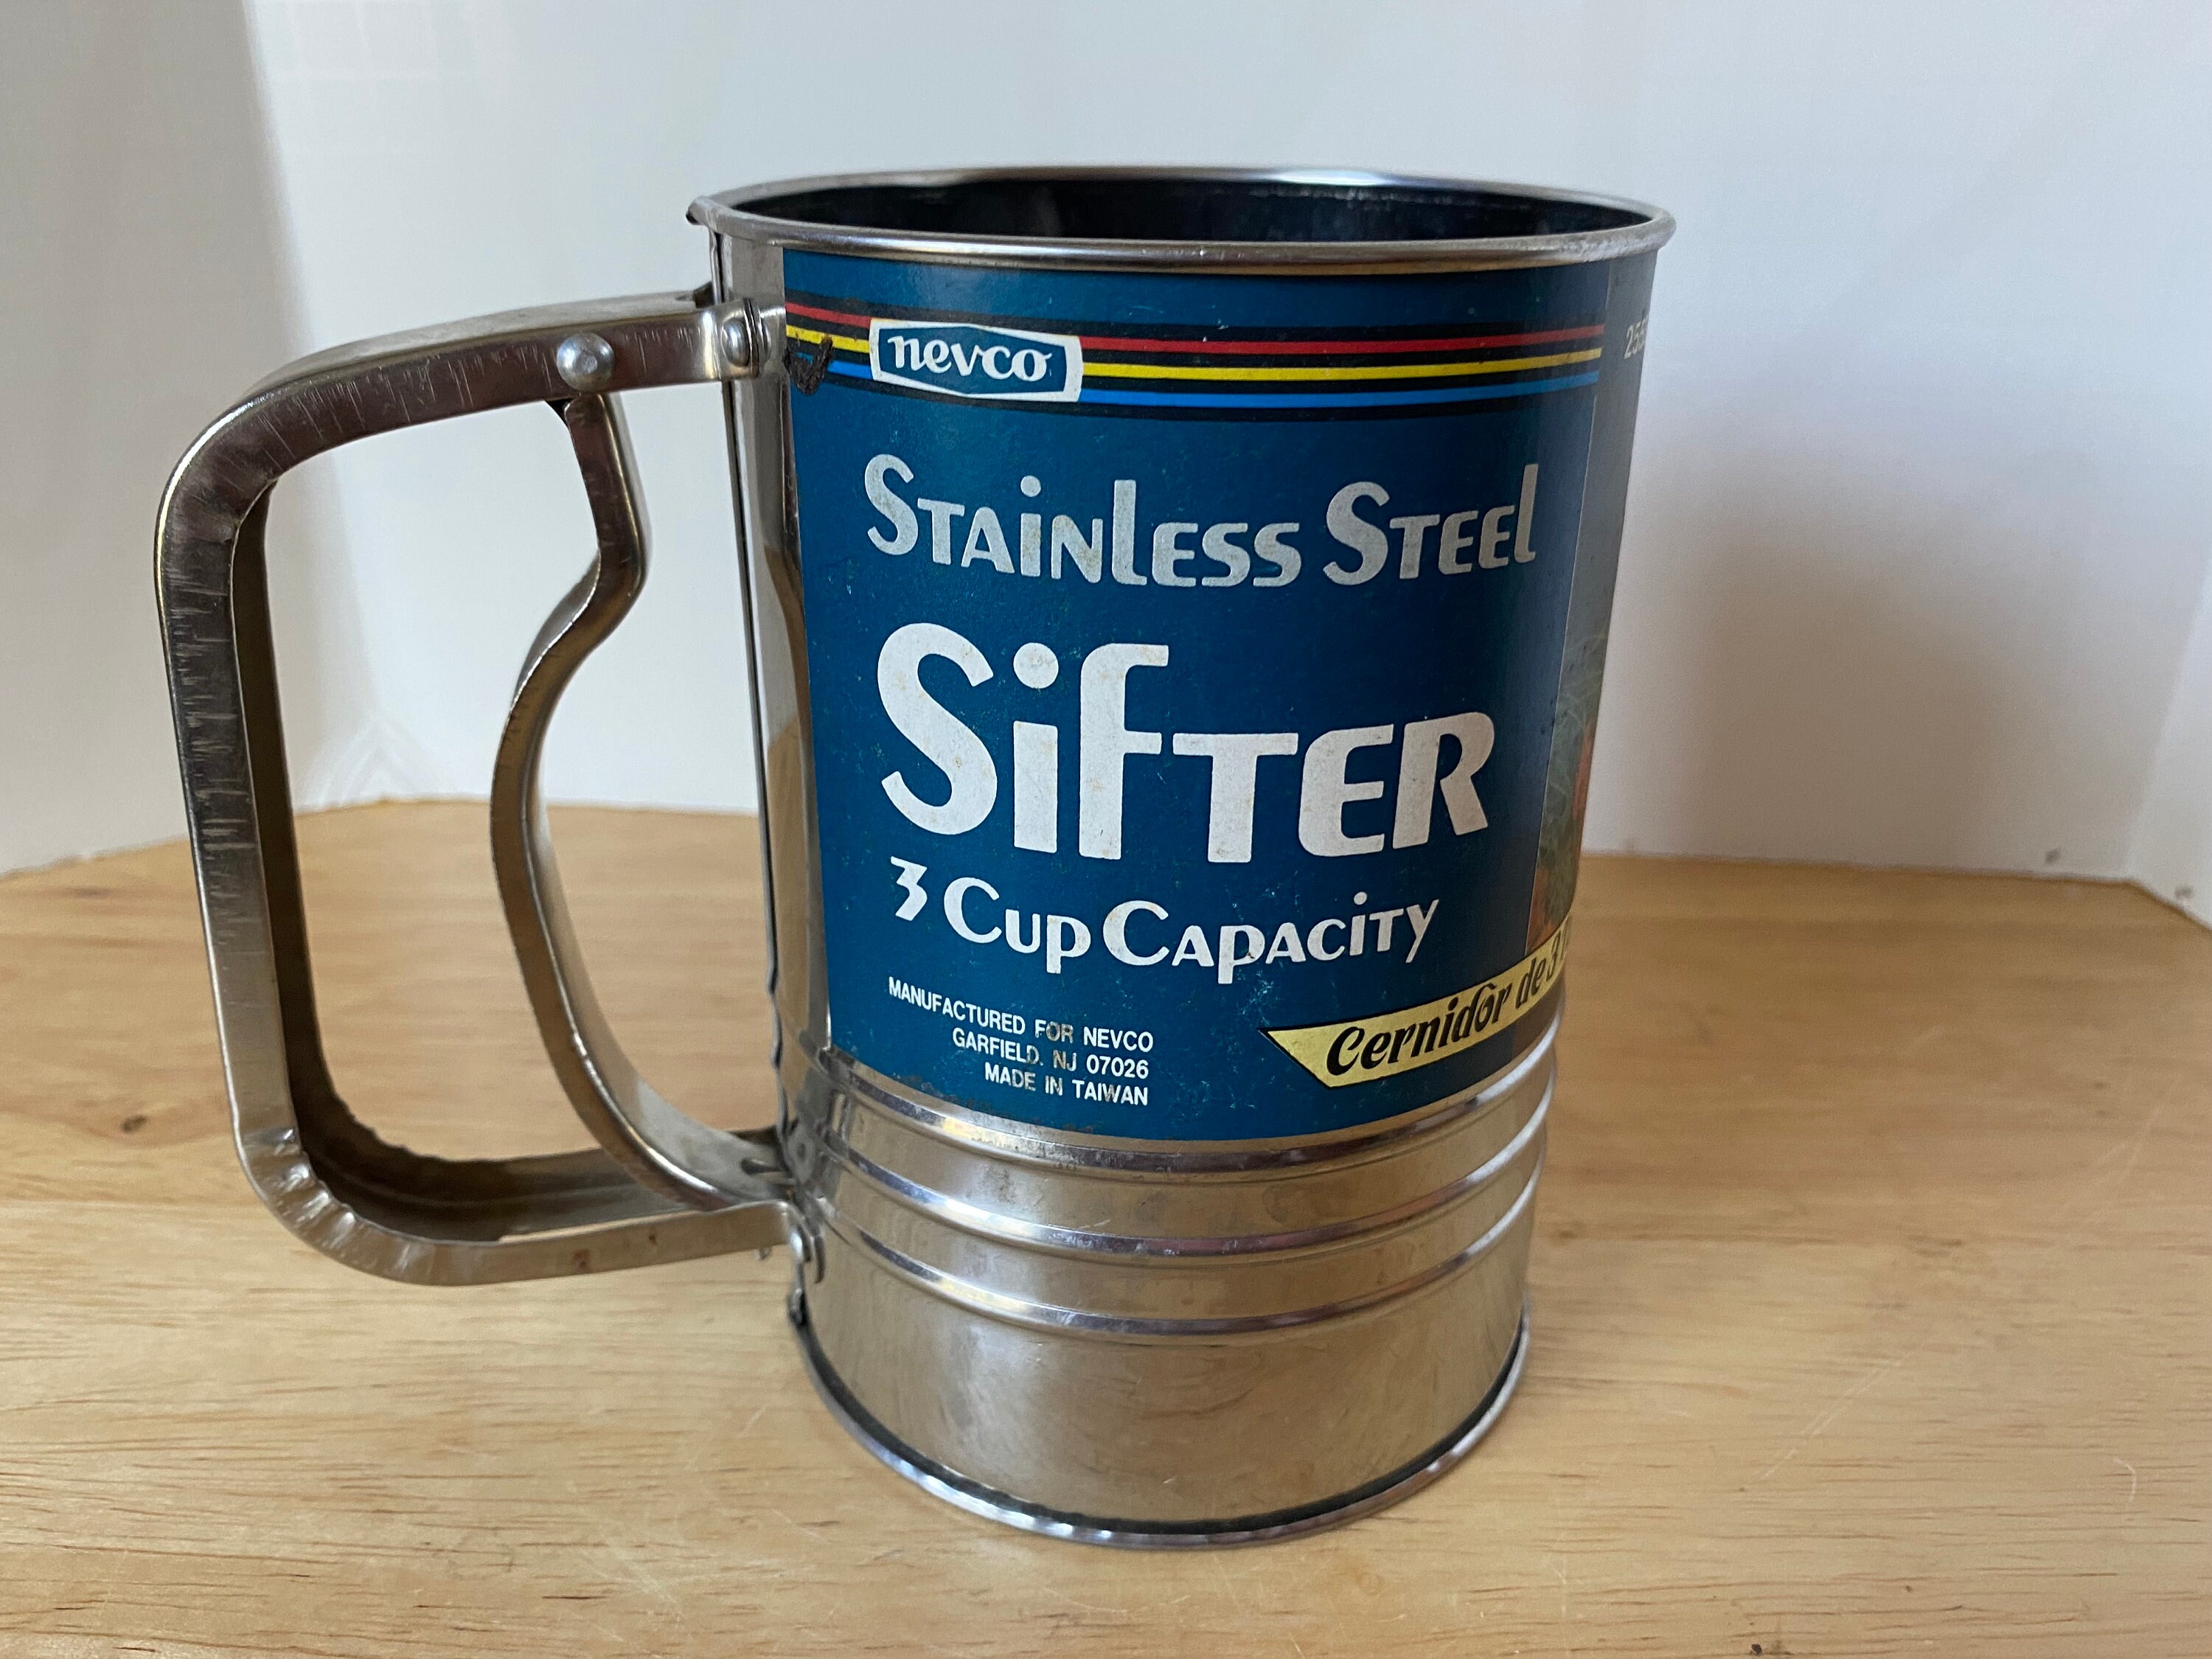 nevco
Stainless Steel
Sifter
3 Cup Capacity
MANUFACTURED FOR NEVCO
GARFIELD, NJ 07026
MADE IN TAIWAN
Cernidor de 3